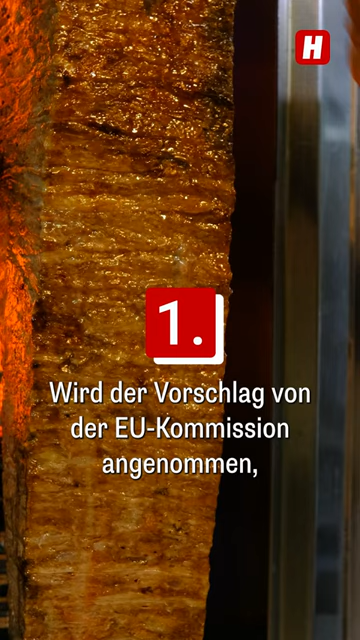 H
1.
Wird der Vorschlag von
der EU-Kommission
angenommen,